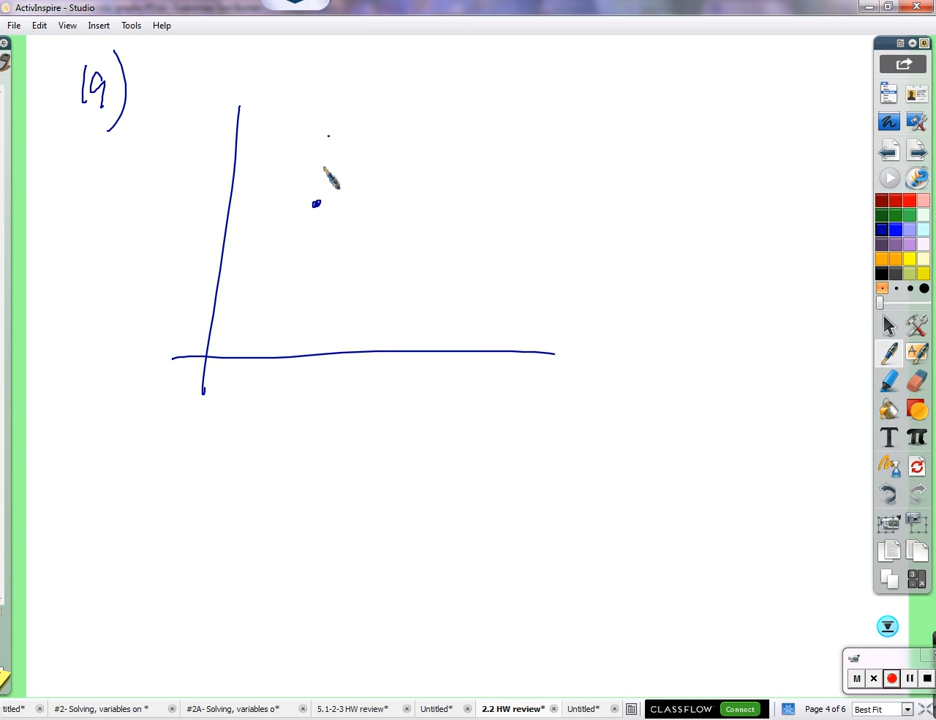 ActivInspire - Studio
File Edit View Insert Tools Help
19)
M
titled* #2- Solving, variables on * #2A- Solving, variables o* 5.1-2-3 HW review* Untitled* 2.2 HW review* Untitled* CLASSFLOW Connect Page 4 of 6 Best Fit